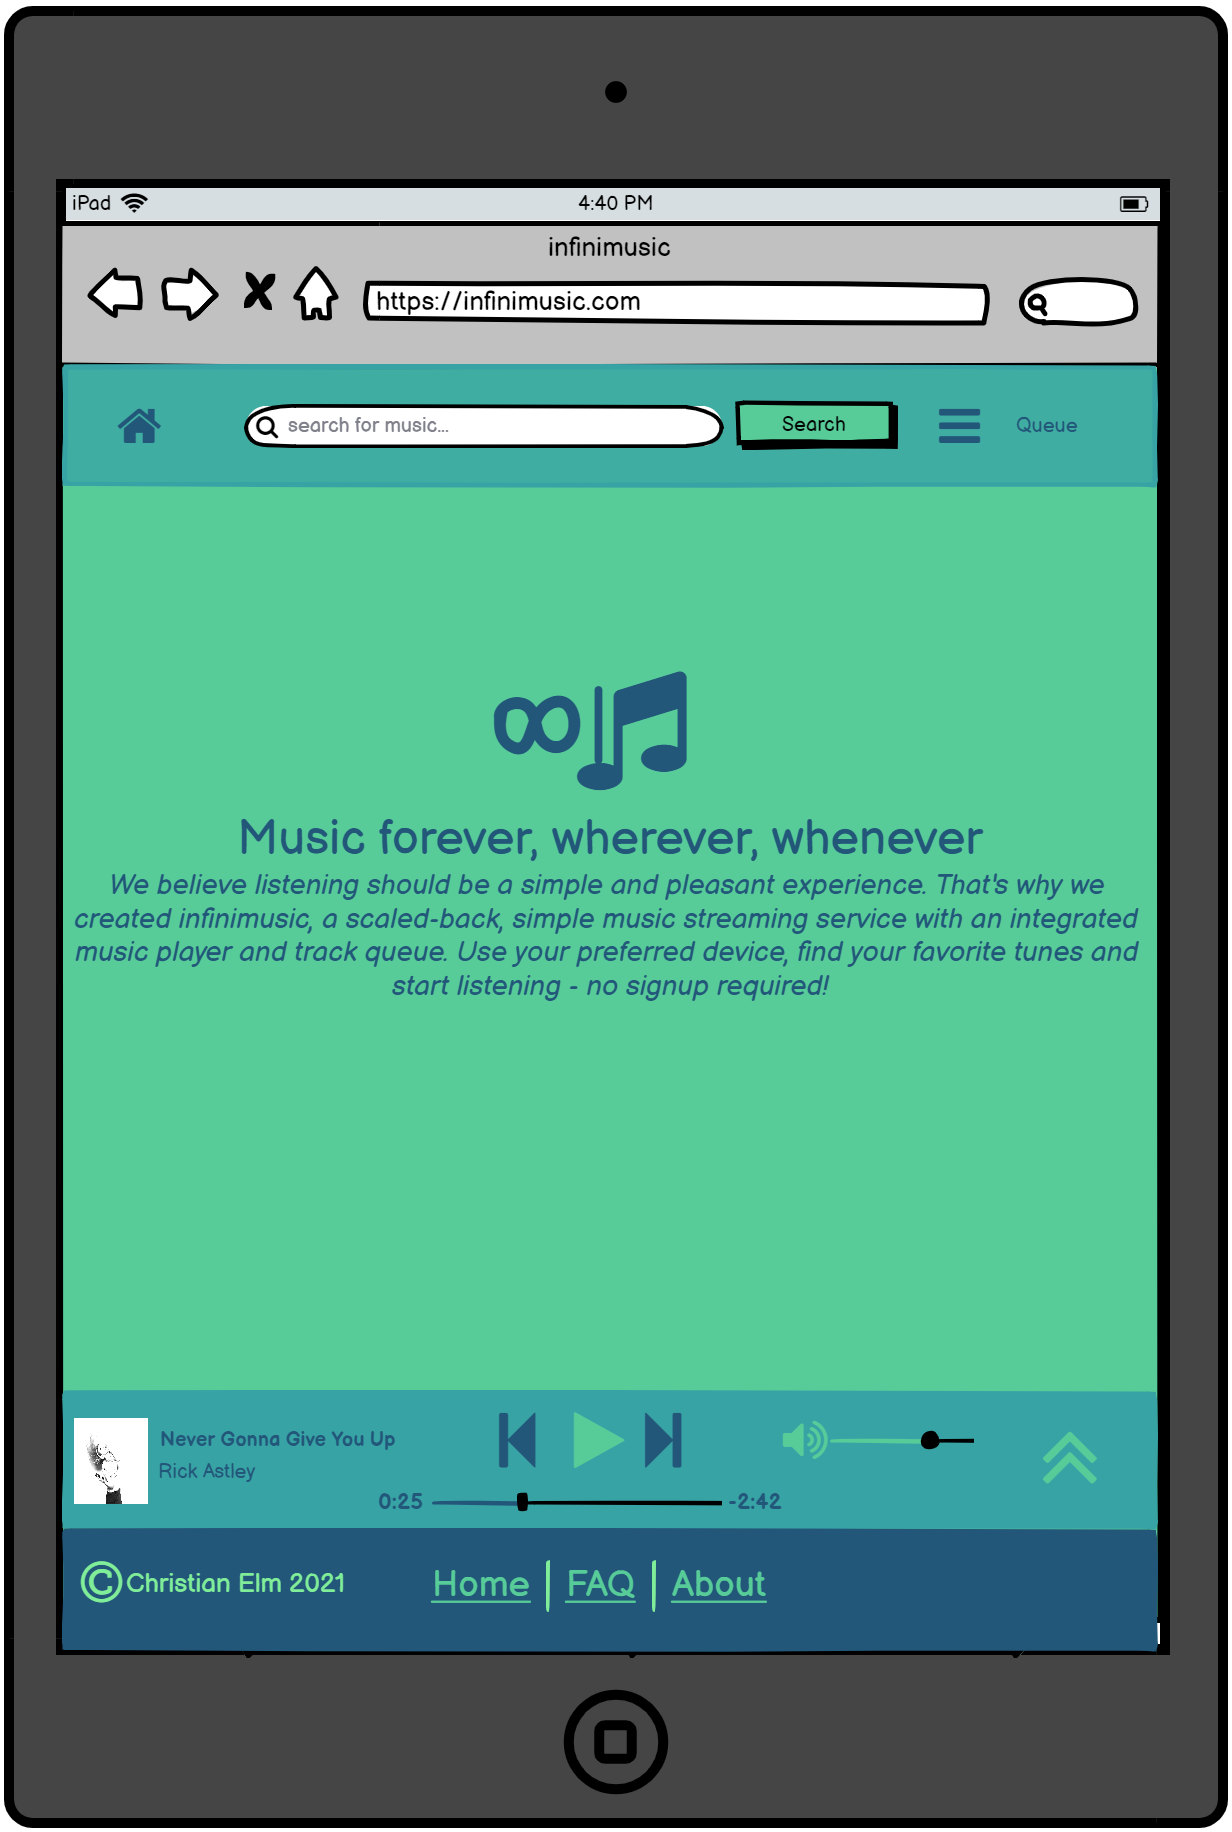 iPad 4:40 PM
infinimusic
https://infinimusic.com
search for music... Search Queue
∞
Music forever, wherever, whenever
We believe listening should be a simple and pleasant experience. That's why we
created infinimusic, a scaled-back, simple music streaming service with an integrated
music player and track queue. Use your preferred device, find your favorite tunes and
start listening - no signup required!
Never Gonna Give You Up
Rick Astley
0:25 -2:42
© Christian Elm 2021 Home | FAQ | About